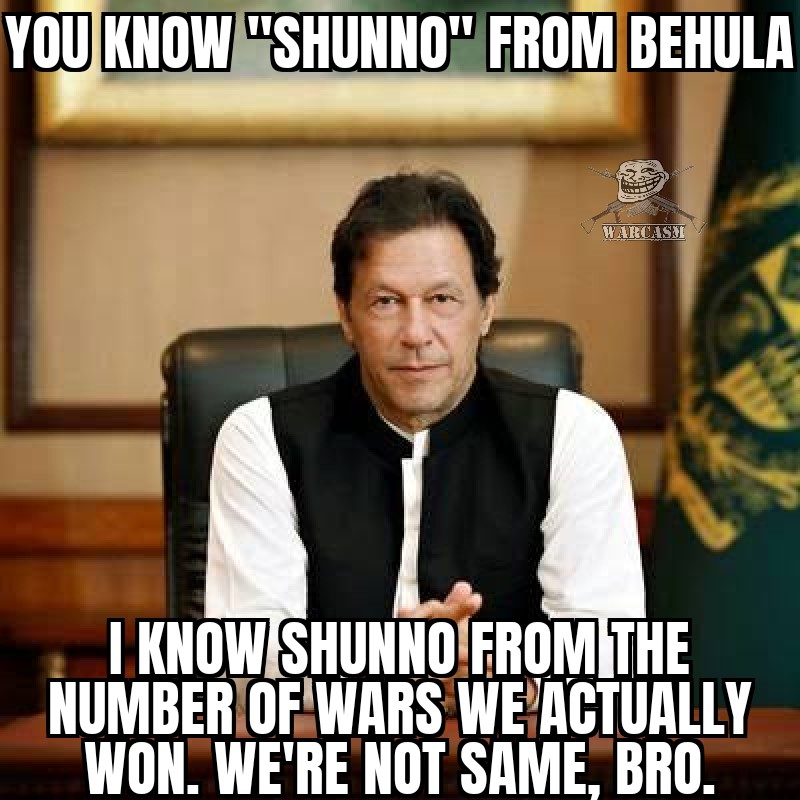 YOU KNOW "SHUNNO" FROM BEHULA
WARCASM
I KNOW SHUNNO FROM THE
NUMBER OF WARS WE ACTUALLY
WON. WE'RE NOT SAME, BRO.